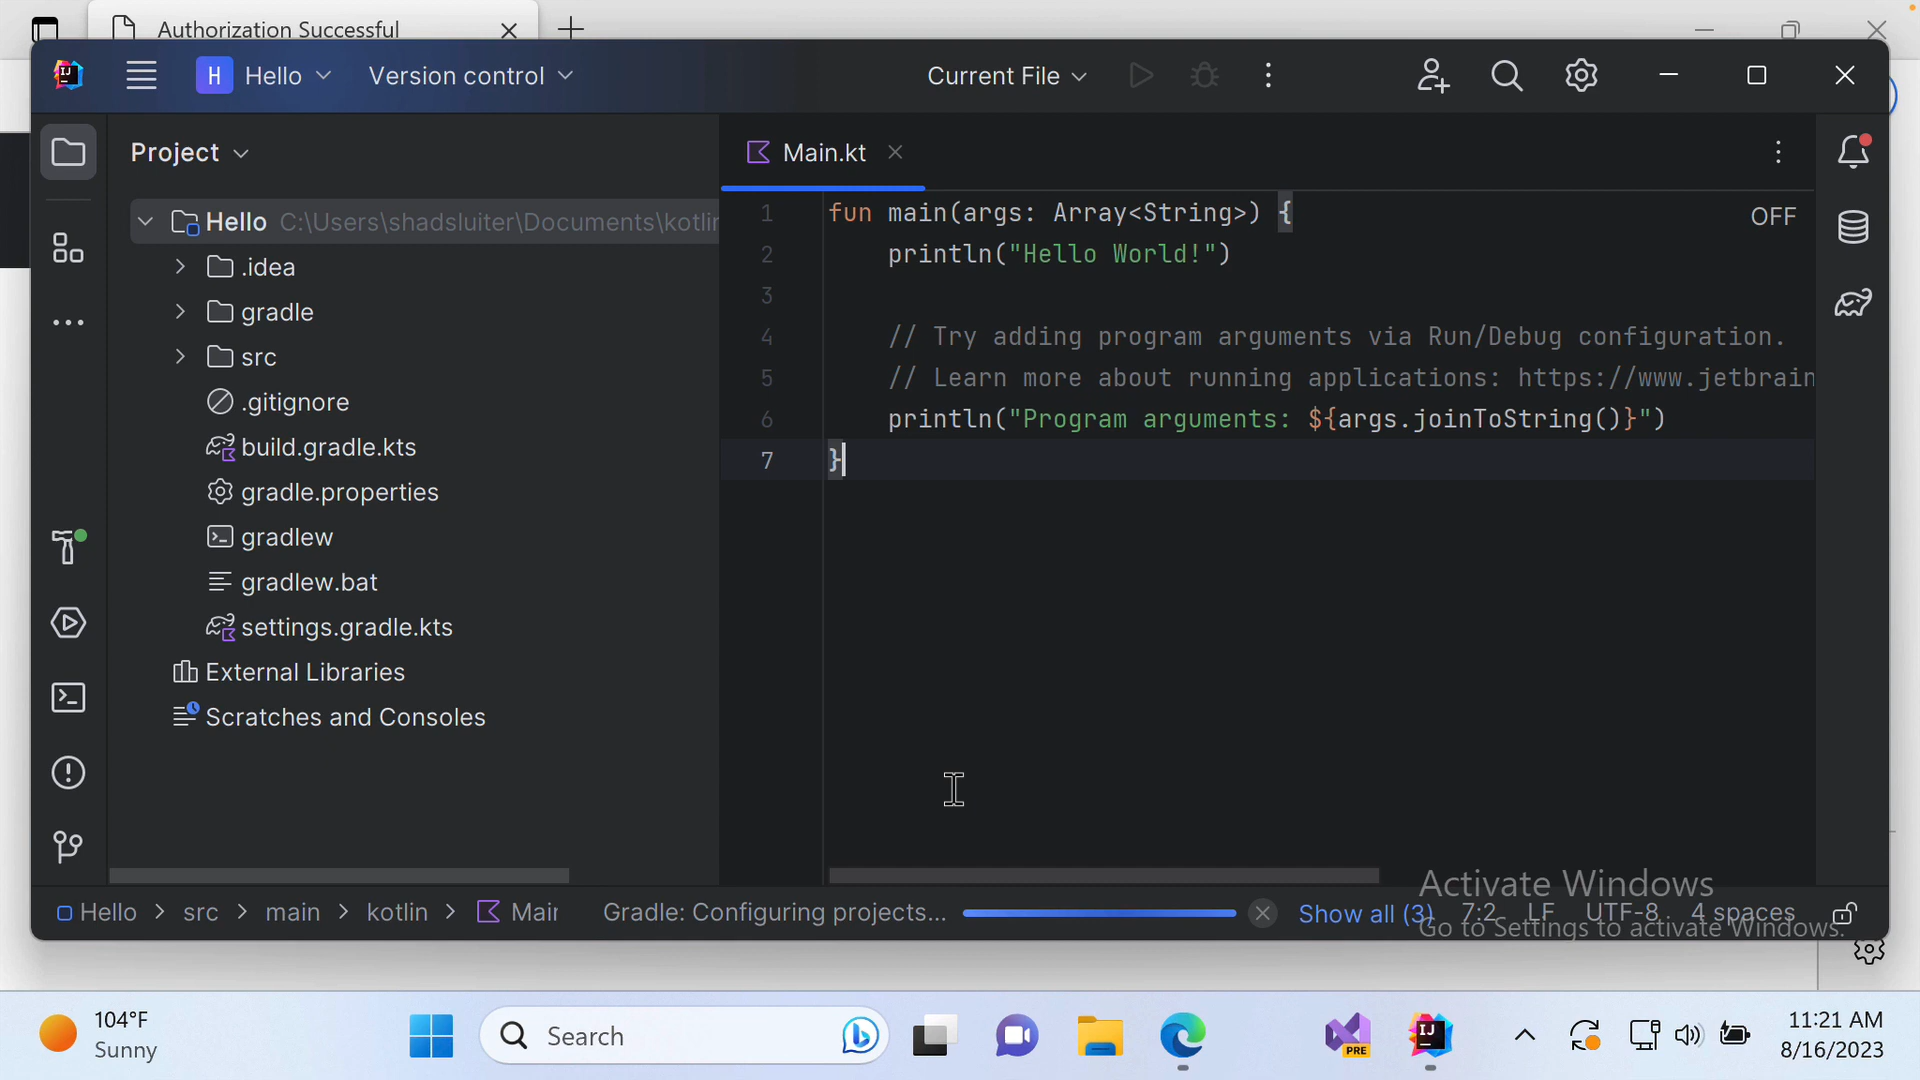 Authorization Successful
IJ
H Hello Version control Current File
Project
Main.kt
Hello C:\Users\shadsluiter\Documents\kotlin
.idea
gradle
src
.gitignore
build.gradle.kts
gradle.properties
gradlew
gradlew.bat
settings.gradle.kts
External Libraries
Scratches and Consoles
OFF
1 fun main(args: Array<String>) {
2 println("Hello World!")
3
4 // Try adding program arguments via Run/Debug configuration.
5 // Learn more about running applications: https://www.jetbrain
6 println("Program arguments: ${args.joinToString()}")
7 }
Hello > src > main > kotlin > Main
Gradle: Configuring projects...
Show all (3) 7:2 LF UTF-8 4 spaces
Activate Windows
Go to Settings to activate Windows.
104°F
Sunny
Search
PRE
IJ
11:21 AM
8/16/2023